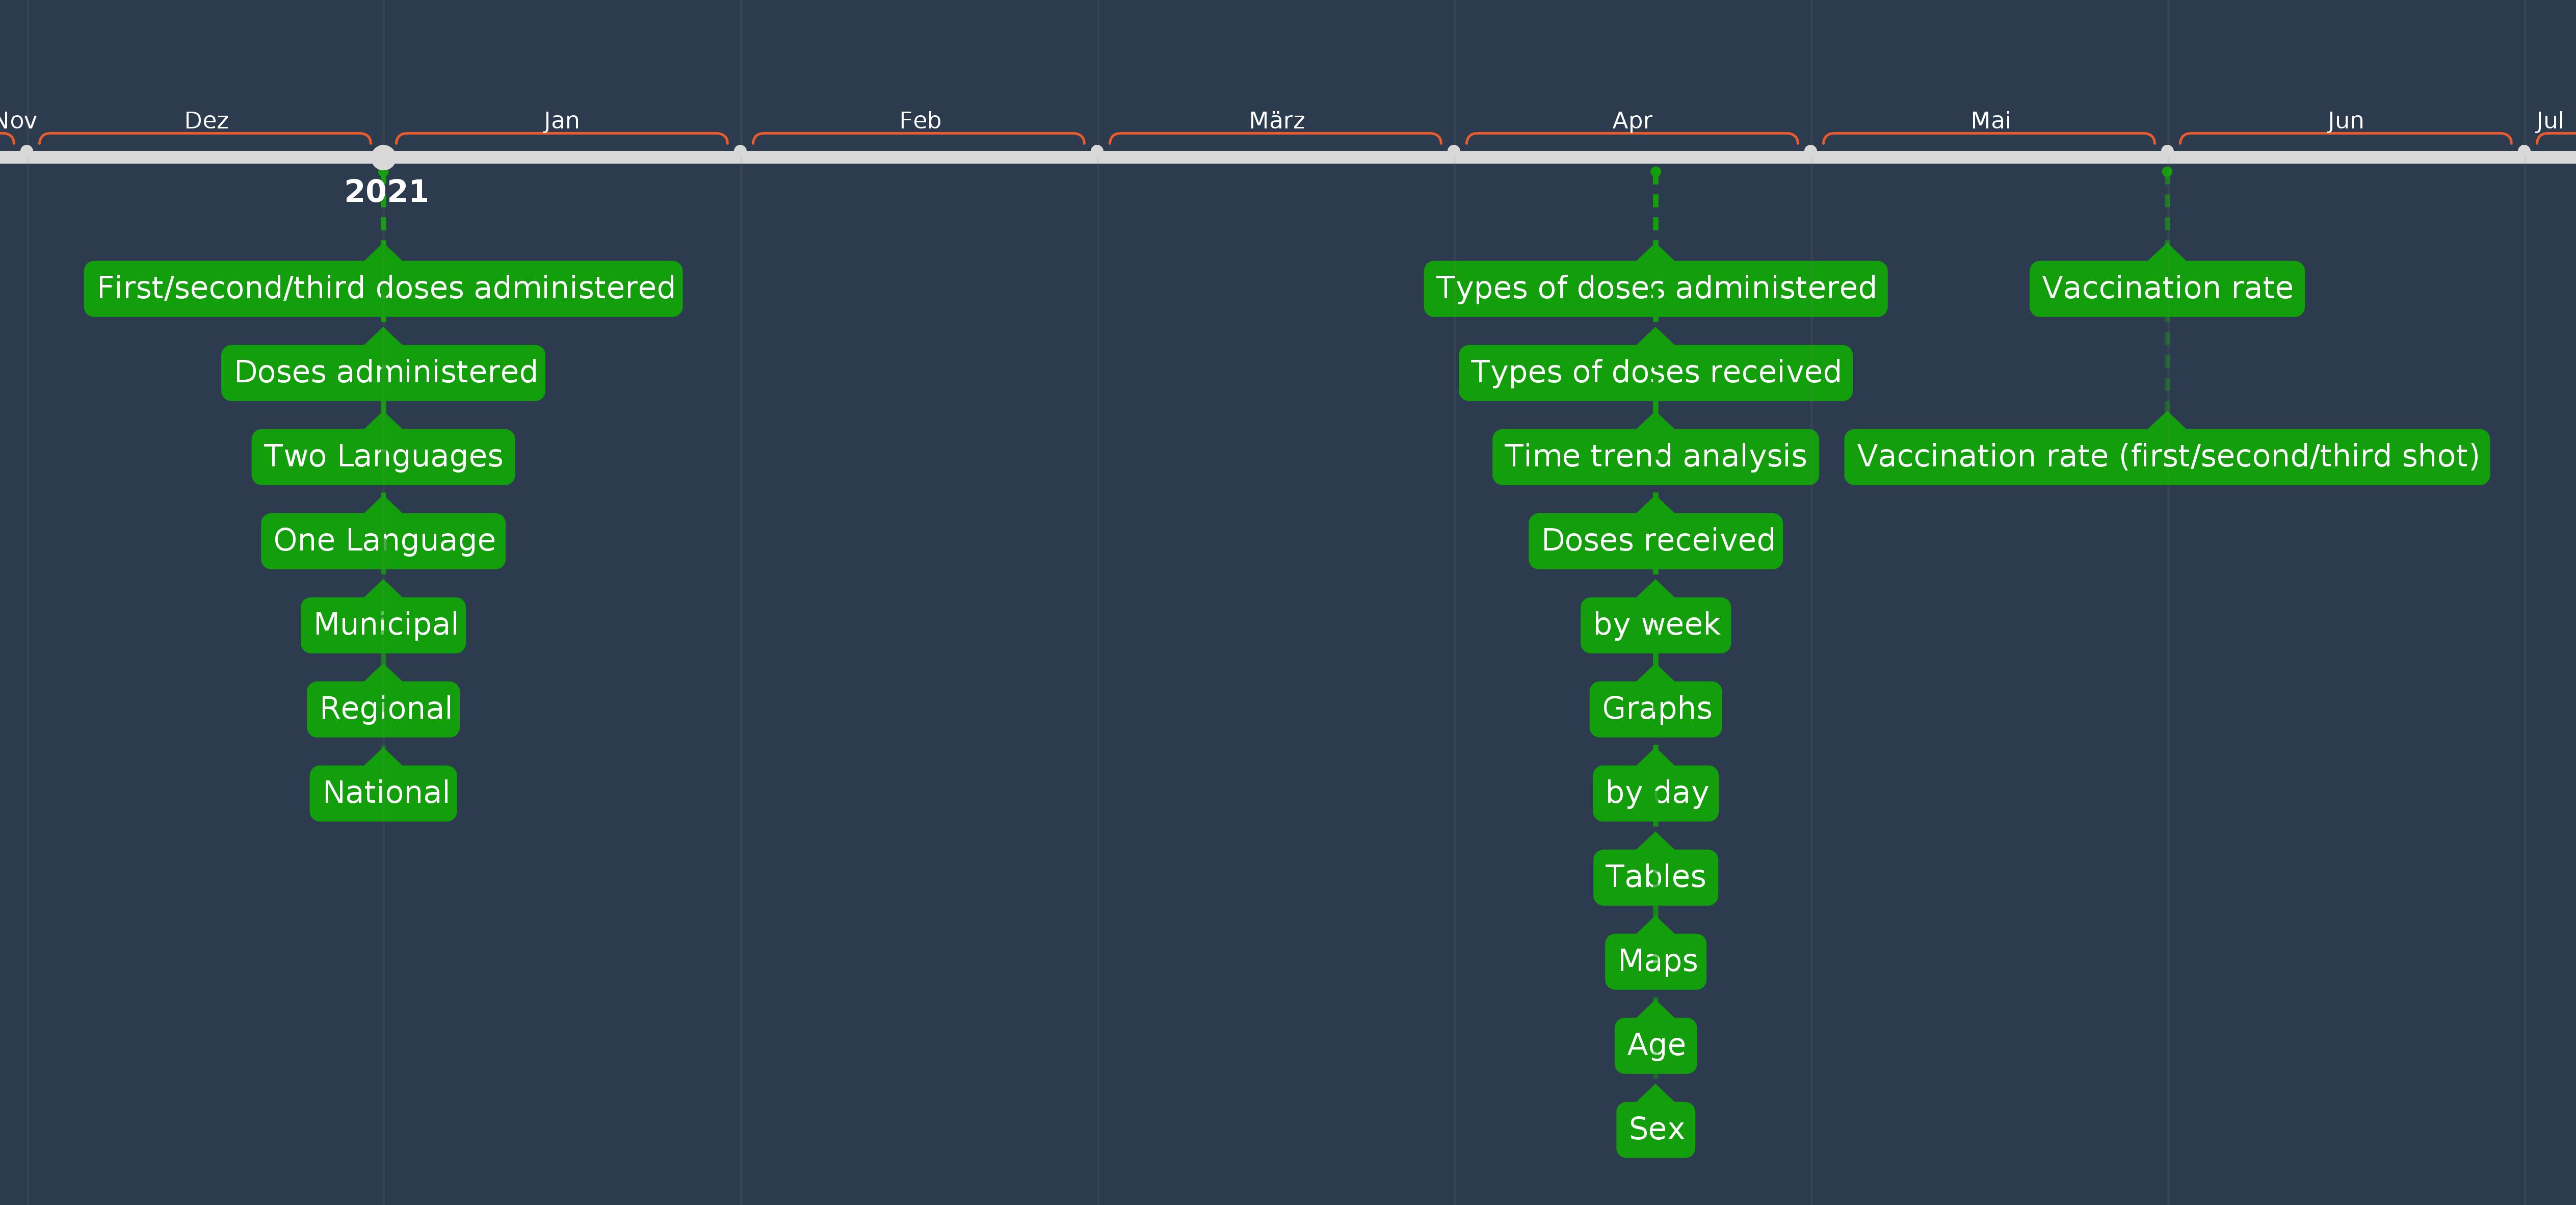 Nov
Dez
Jan
Feb
März
Apr
Mai
Jun
Jul
2021
First/second/third doses administered
Doses administered
Two Languages
One Language
Municipal
Regional
National
Types of doses administered
Types of doses received
Time trend analysis
Doses received
by week
Graphs
by day
Tables
Maps
Age
Sex
Vaccination rate
Vaccination rate (first/second/third shot)